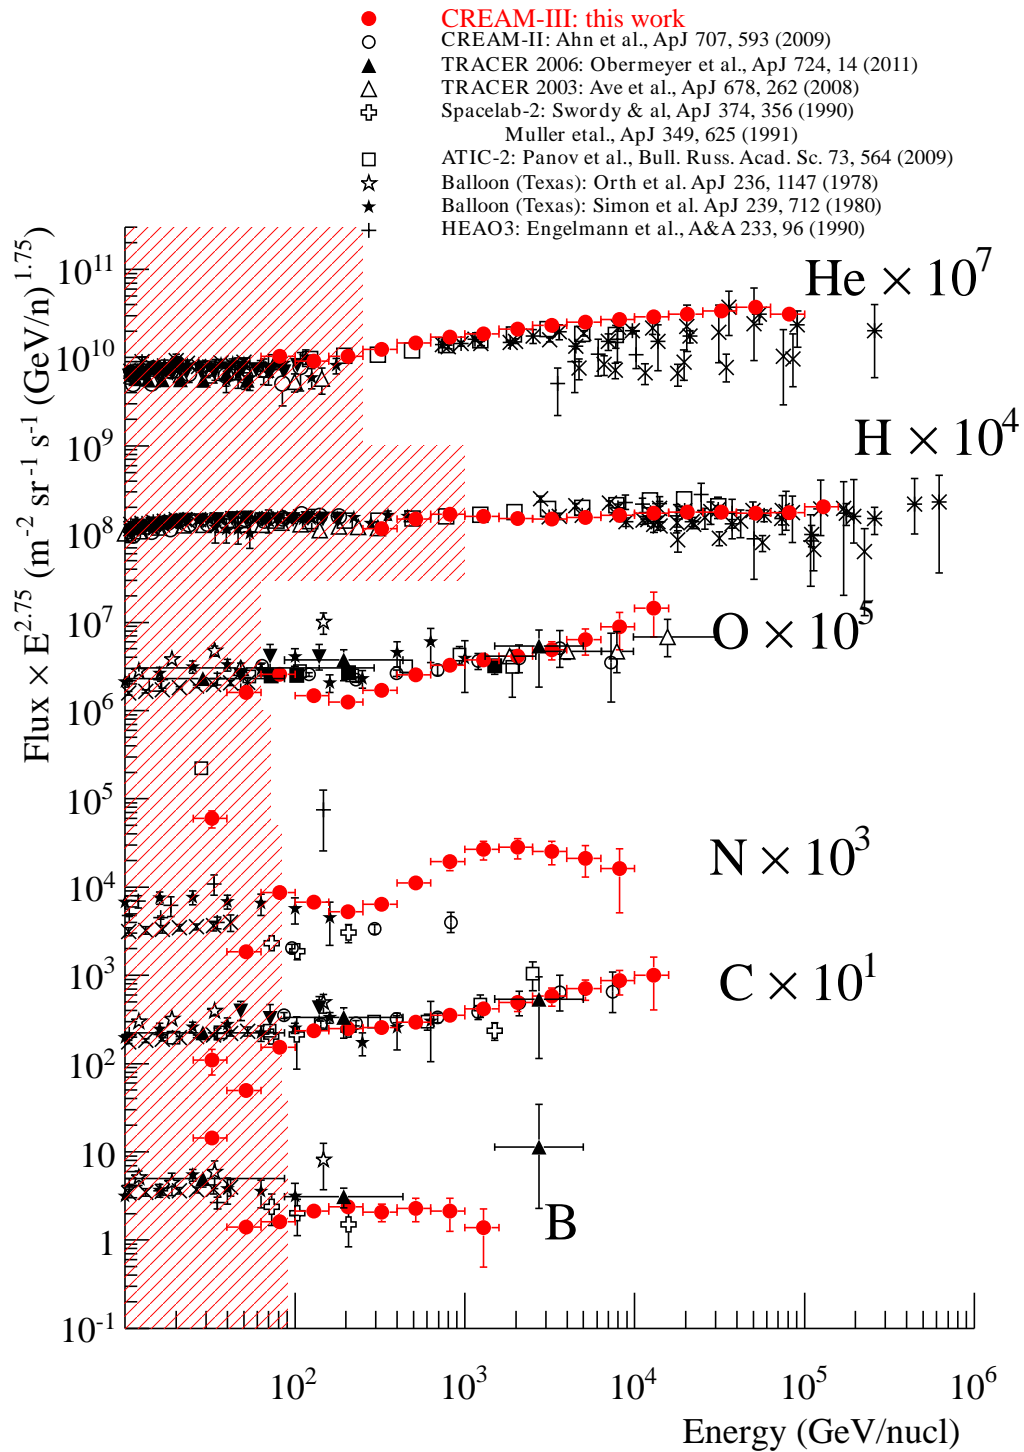 CREAM-III: this work
CREAM-II: Ahn et al., ApJ 707, 593 (2009)
TRACER 2006: Obermeyer et al., ApJ 724, 14 (2011)
TRACER 2003: Ave et al., ApJ 678, 262 (2008)
Spacelab-2: Swordy & al, ApJ 374, 356 (1990)
Muller etal., ApJ 349, 625 (1991)
ATIC-2: Panov et al., Bull. Russ. Acad. Sc. 73, 564 (2009)
Balloon (Texas): Orth et al. ApJ 236, 1147 (1978)
Balloon (Texas): Simon et al. ApJ 239, 712 (1980)
HEAO3: Engelmann et al., A&A 233, 96 (1990)
Flux × E^2.75 (m^-2 sr^-1 s^-1 (GeV/n)^1.75
10^11
He × 10^7
10^10
10^9
H × 10^4
10^8
10^7
O × 10^5
10^6
10^5
N × 10^3
10^4
10^3
C × 10^1
10^2
10
B
1
10^-1
10^2 10^3 10^4 10^5 10^6
Energy (GeV/nucl)